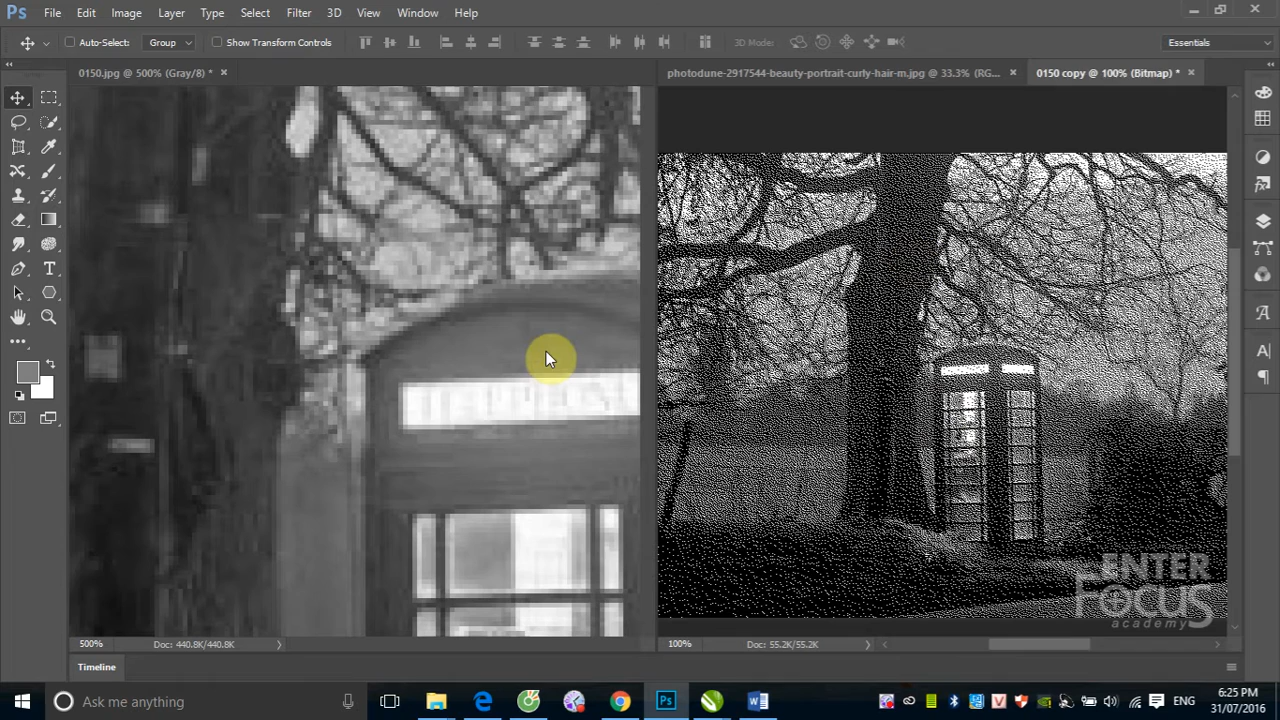 Ps File Edit Image Layer Type Select Filter 3D View Window Help
Auto-Select: Group Show Transform Controls 3D Mode: Essentials
0150.jpg @ 500% (Gray/8) * × photodune-2917544-beauty-portrait-curly-hair-m.jpg @ 33.3% (RG... × 0150 copy @ 100% (Bitmap) * ×
ENTER
FOCUS
academy
500% Doc: 440.8K/440.8K 100% Doc: 55.2K/55.2K
Timeline
Ask me anything ENG 6:25 PM
31/07/2016